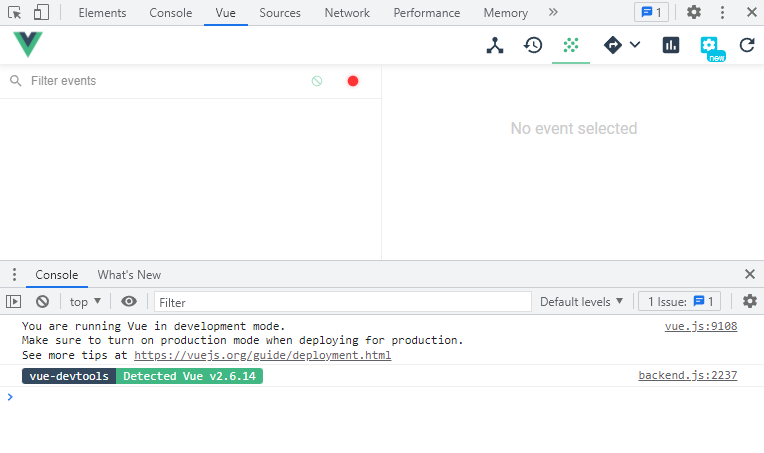 Elements Console Vue Sources Network Performance Memory 1
new
Filter events
No event selected
Console What's New
top Filter Default levels 1 Issue: 1
You are running Vue in development mode. vue.js:9108
Make sure to turn on production mode when deploying for production.
See more tips at https://vuejs.org/guide/deployment.html
vue-devtools Detected Vue v2.6.14 backend.js:2237